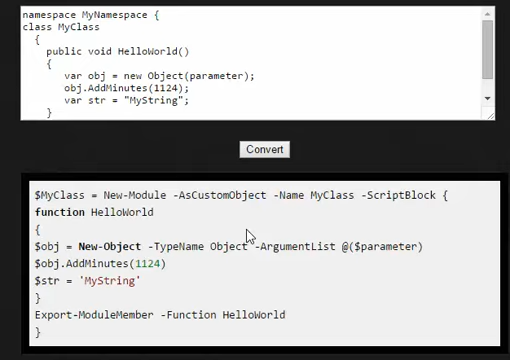 namespace MyNamespace {
class MyClass
{
public void HelloWorld()
{
var obj = new Object(parameter);
obj.AddMinutes(1124);
var str = "MyString";
}
Convert
$MyClass = New-Module -AsCustomObject -Name MyClass -ScriptBlock {
function HelloWorld
{
$obj = New-Object -TypeName Object -ArgumentList @($parameter)
$obj.AddMinutes(1124)
$str = 'MyString'
}
Export-ModuleMember -Function HelloWorld
}